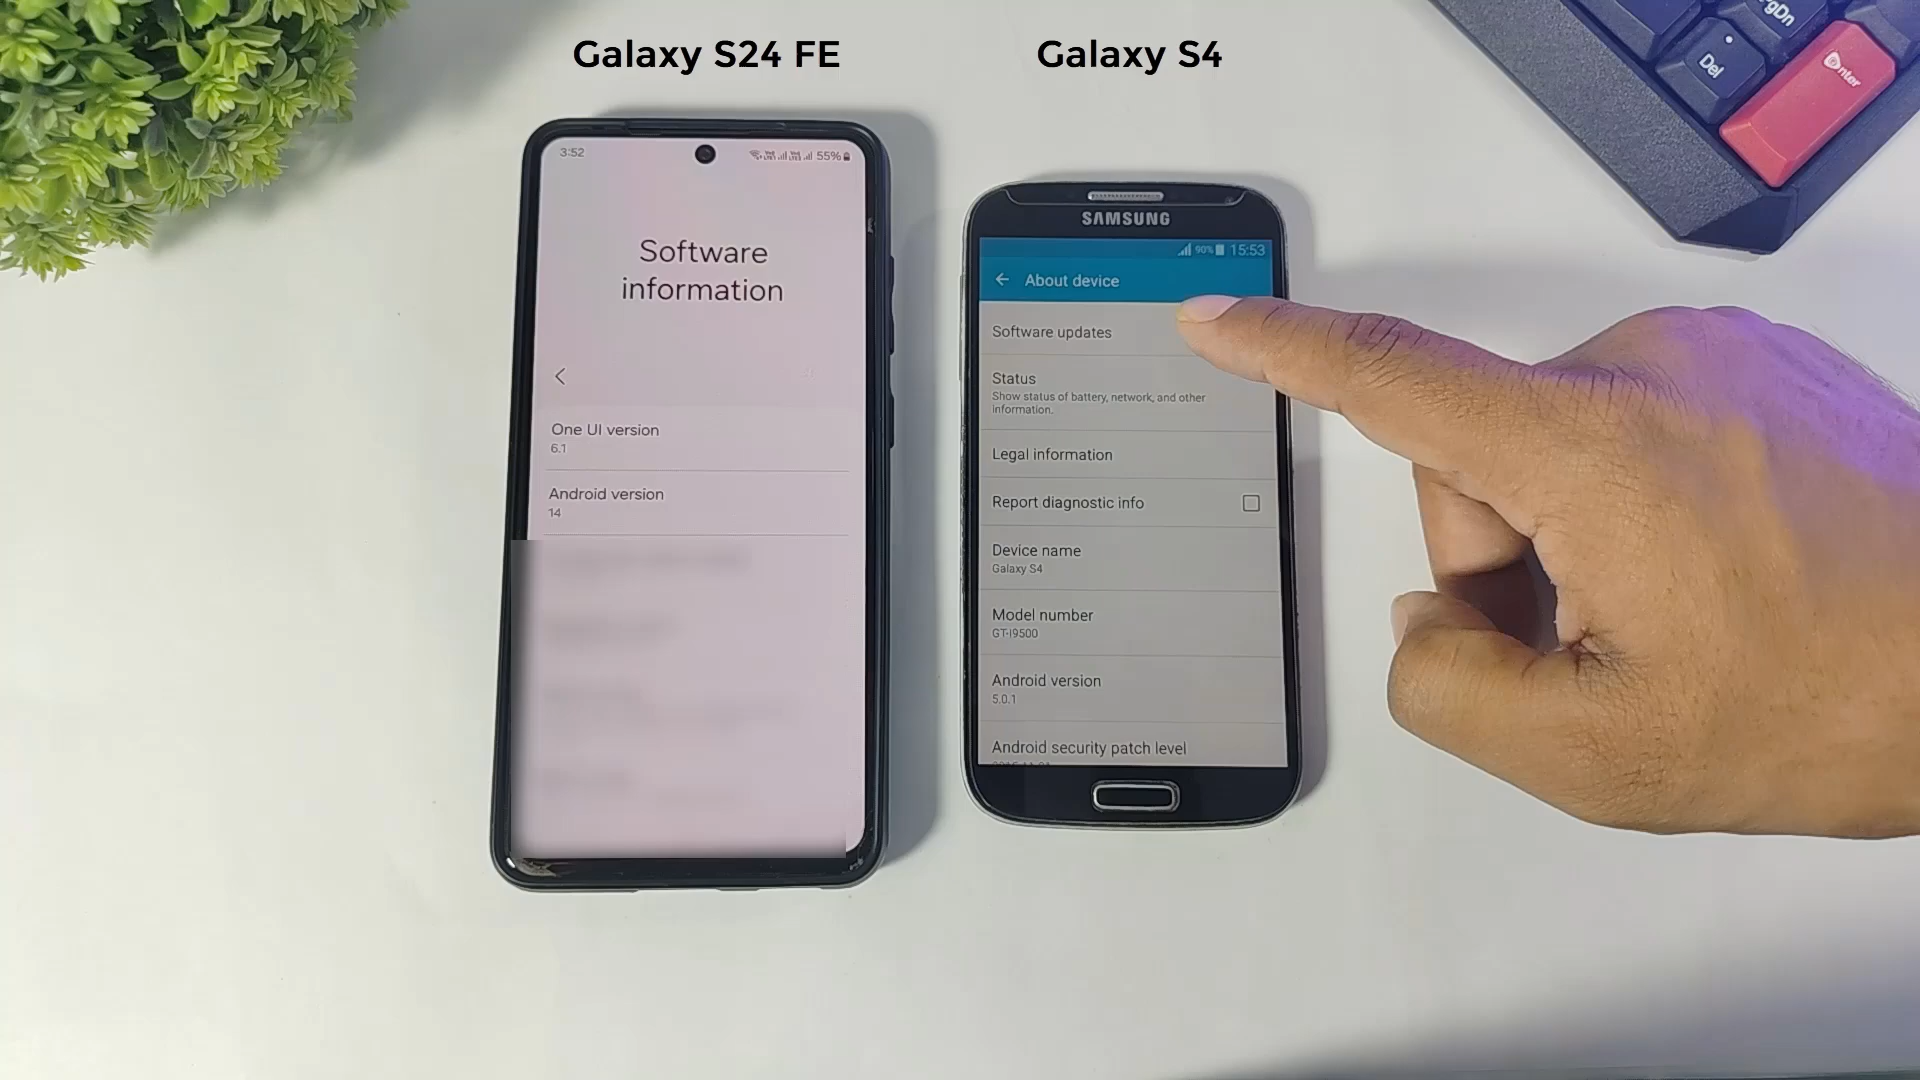 Galaxy S24 FE
Galaxy S4
3:52
55%
Software
information
One UI version
6.1
Android version
14
SAMSUNG
90%
15:53
About device
Software updates
Status
Show status of battery, network, and other
information.
Legal information
Report diagnostic info
Device name
Galaxy S4
Model number
GT-I9500
Android version
5.0.1
Android security patch level
PgDn
Del
Enter